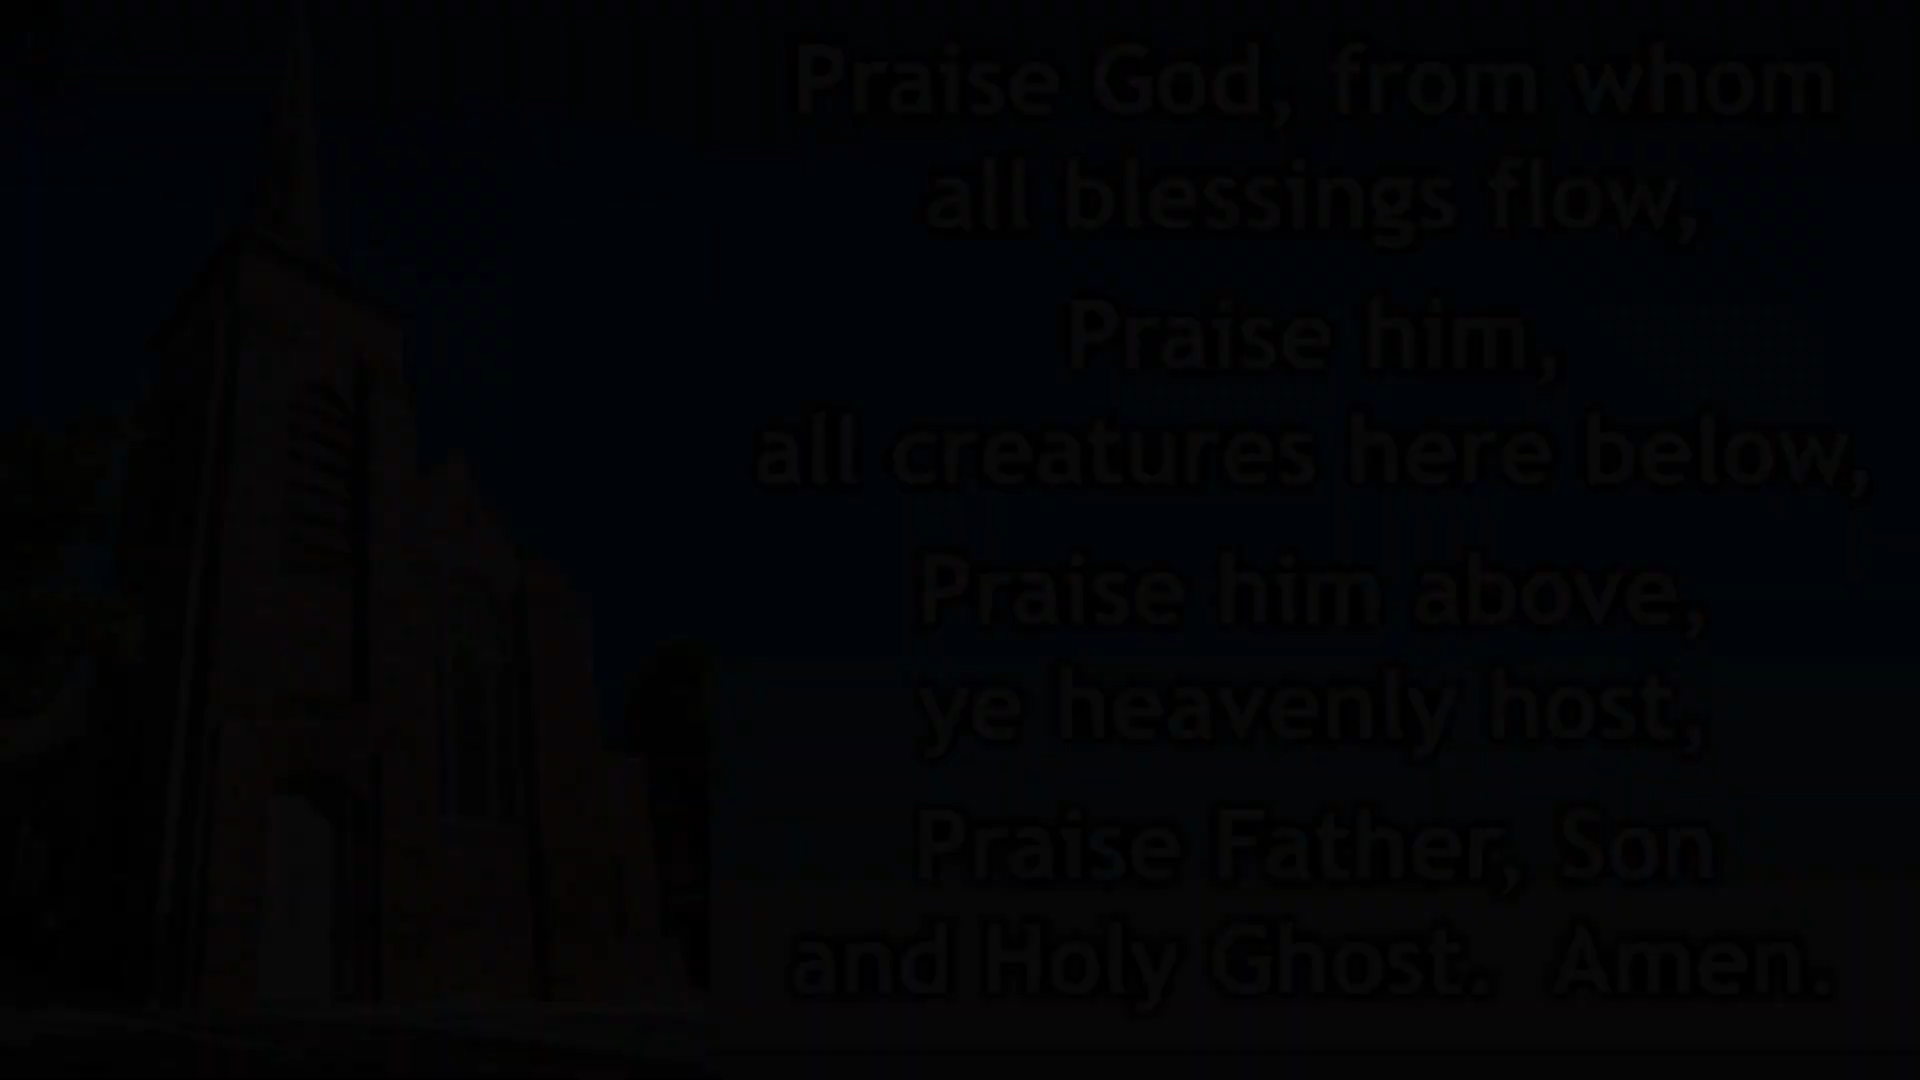 Praise God, from whom
all blessings flow,
Praise him,
all creatures here below,
Praise him above,
ye heavenly host,
Praise Father, Son
and Holy Ghost.  Amen.